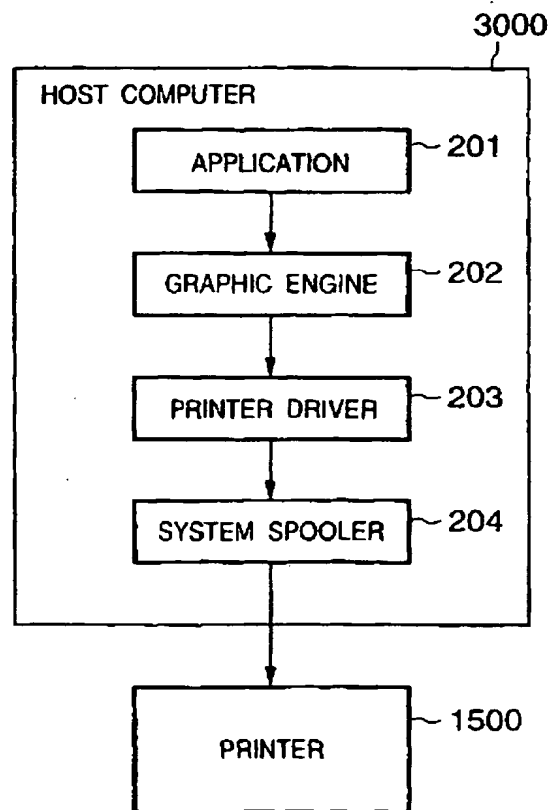 3000
HOST COMPUTER
APPLICATION 201
GRAPHIC ENGINE 202
PRINTER DRIVER 203
SYSTEM SPOOLER 204
PRINTER 1500